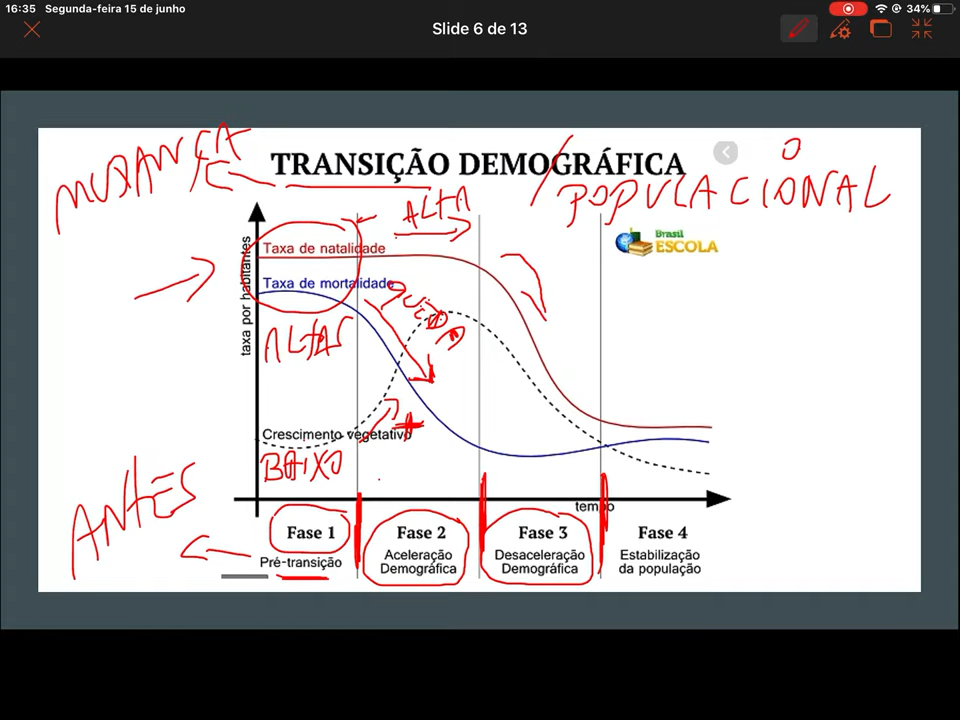 16:35 Segunda-feira 15 de junho
34%
Slide 6 de 13
MUDANÇA
TRANSIÇÃO DEMOGRÁFICA
/POPULACIONAL
ALTA
Brasil
ESCOLA
taxa por habitantes
Taxa de natalidade
Taxa de mortalidade
ALTAS
VIDA
Crescimento vegetativo
+
BAIXO
ANTES
tempo
Fase 1
Pré-transição
Fase 2
Aceleração
Demográfica
Fase 3
Desaceleração
Demográfica
Fase 4
Estabilização
da população